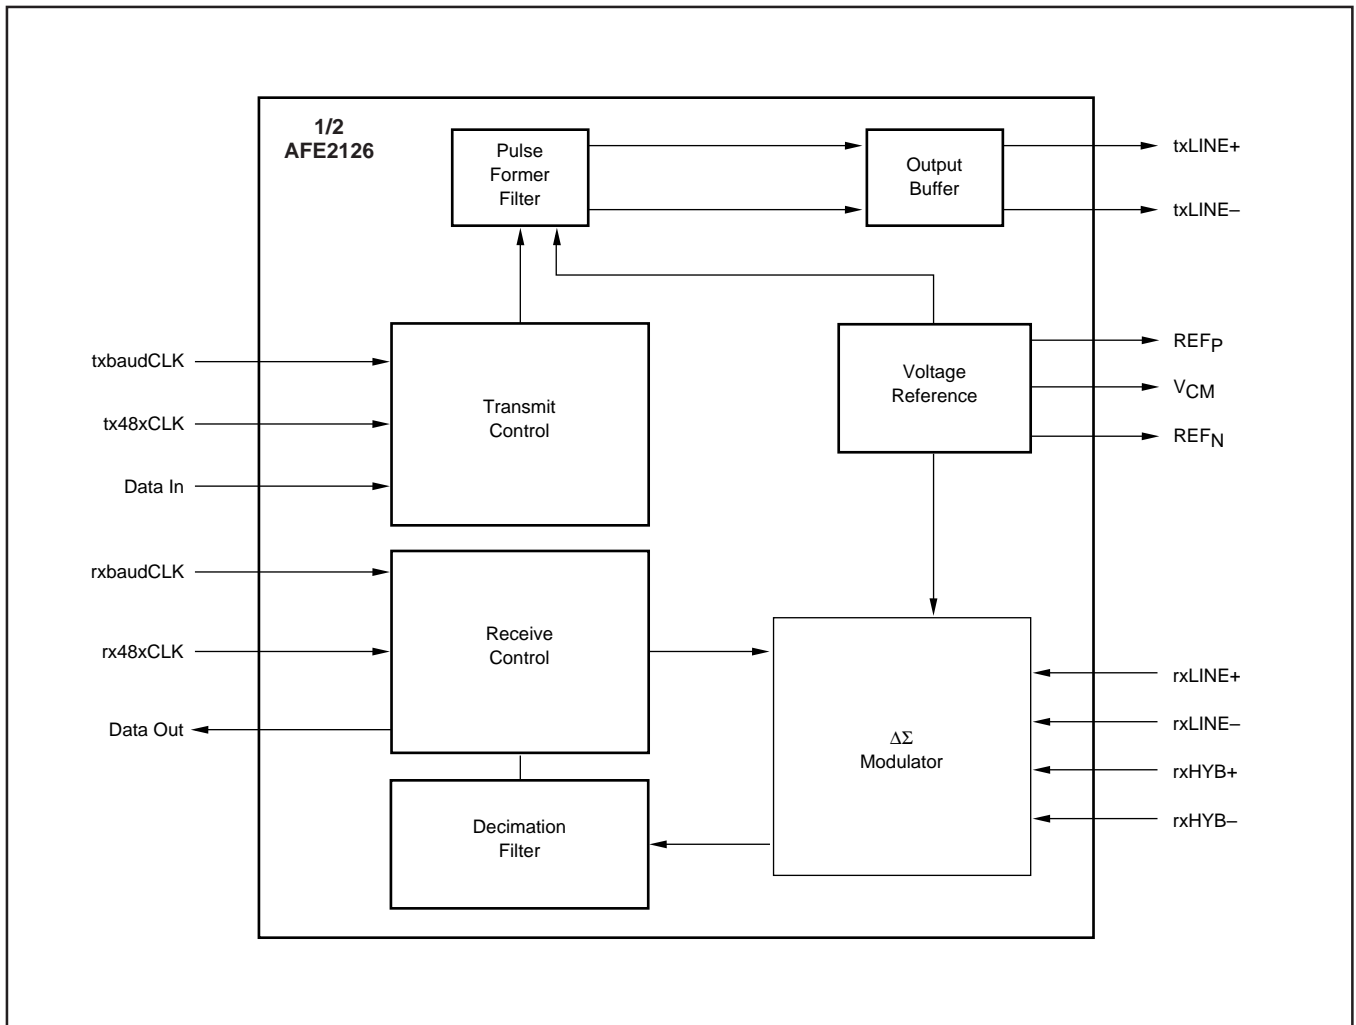 1/2
AFE2126
Pulse
Former
Filter
Output
Buffer
txLINE+
txLINE–
txbaudCLK
tx48xCLK
Data In
Transmit
Control
Voltage
Reference
REFP
VCM
REFN
rxbaudCLK
rx48xCLK
Data Out
Receive
Control
ΔΣ
Modulator
rxLINE+
rxLINE–
rxHYB+
rxHYB–
Decimation
Filter